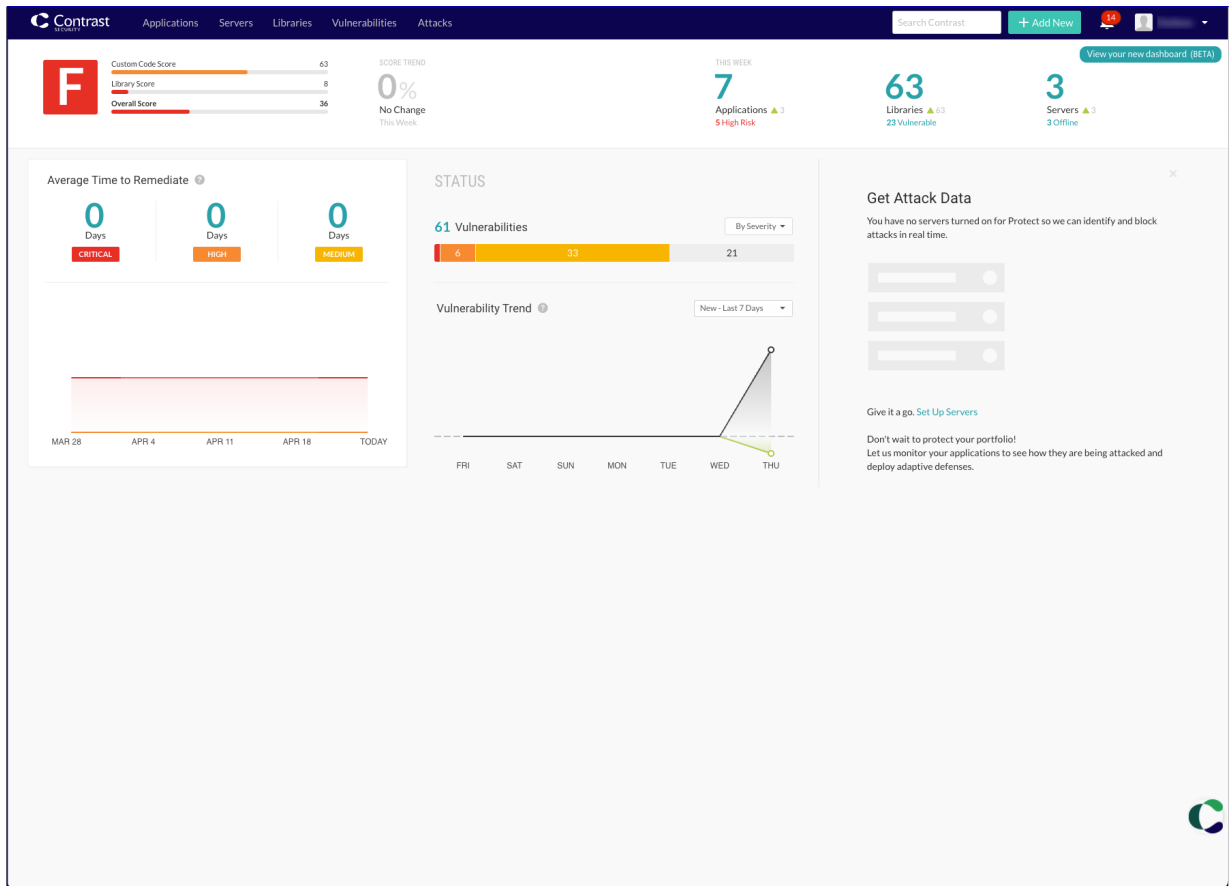 Contrast
SECURITY
Applications Servers Libraries Vulnerabilities Attacks
Search Contrast
+ Add New
14
View your new dashboard (BETA)
F
Custom Code Score 63
Library Score 8
Overall Score 36
SCORE TREND
0%
No Change
This Week
THIS WEEK
7
Applications ▲ 3
5 High Risk
63
Libraries ▲ 63
23 Vulnerable
3
Servers ▲ 3
3 Offline
Average Time to Remediate ?
0 0 0
Days Days Days
CRITICAL HIGH MEDIUM
MAR 28 APR 4 APR 11 APR 18 TODAY
STATUS
61 Vulnerabilities
By Severity
6 33 21
Vulnerability Trend ?
New - Last 7 Days
FRI SAT SUN MON TUE WED THU
×
Get Attack Data
You have no servers turned on for Protect so we can identify and block
attacks in real time.
Give it a go. Set Up Servers
Don't wait to protect your portfolio!
Let us monitor your applications to see how they are being attacked and
deploy adaptive defenses.